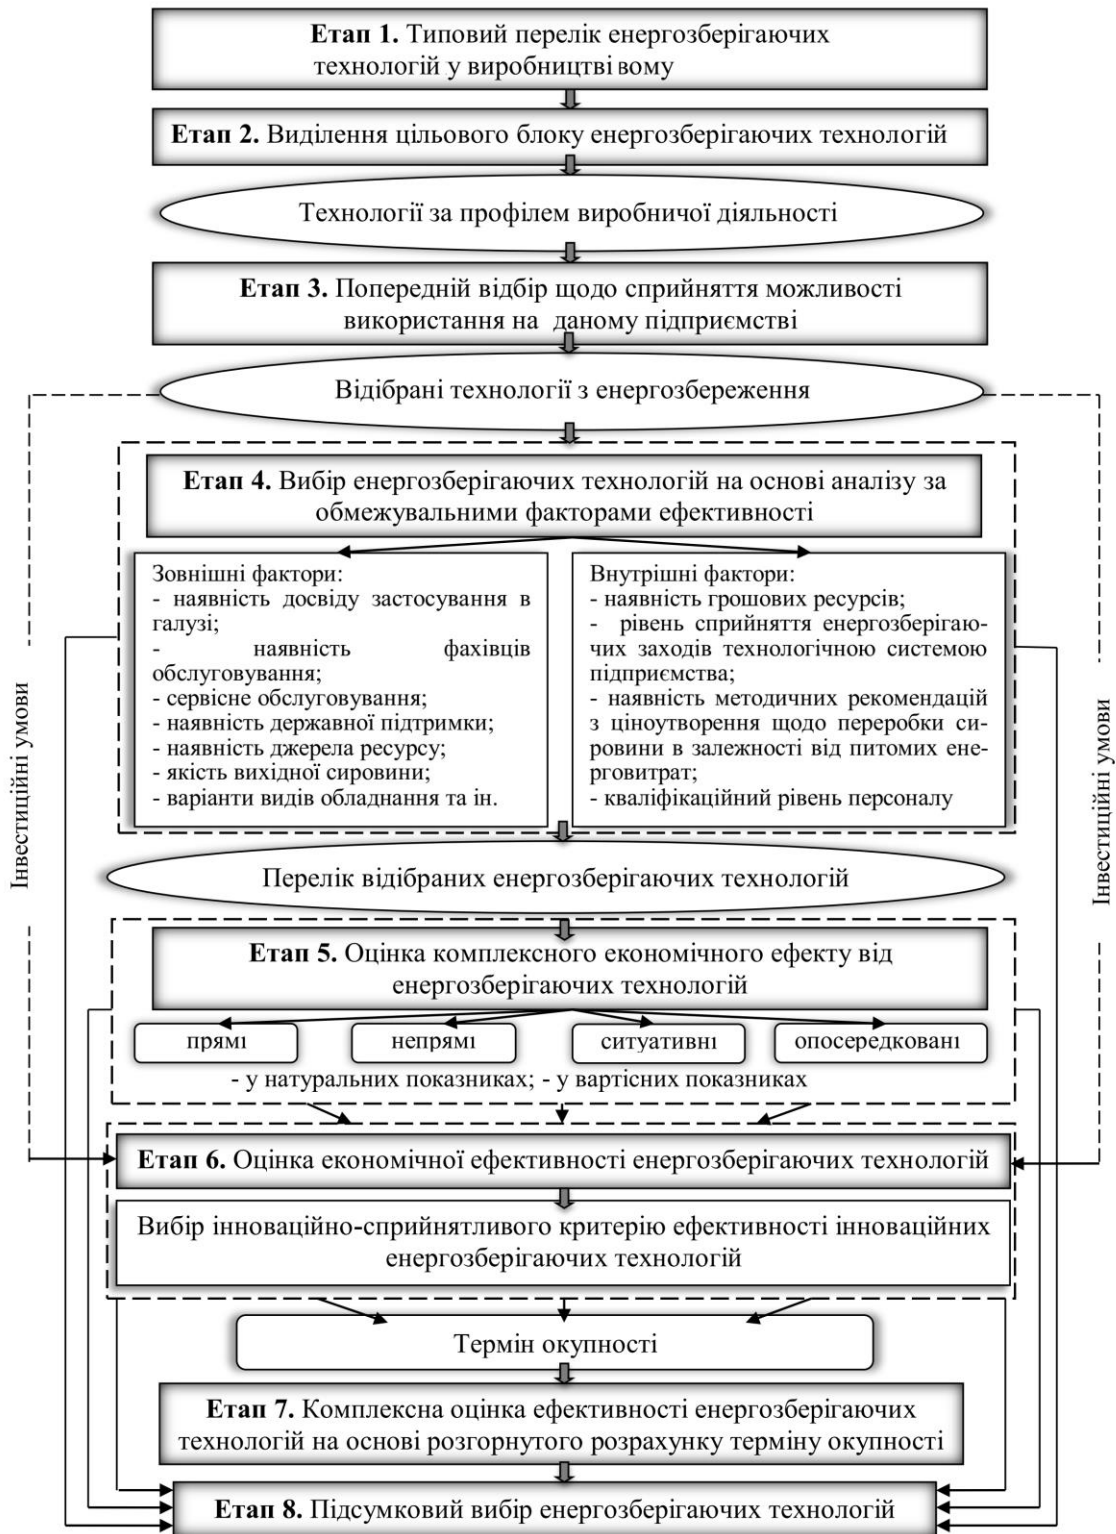 Етап 1. Типовий перелік енергозберігаючих
технологій у виробництві вому
Етап 2. Виділення цільового блоку енергозберігаючих технологій
Технології за профілем виробничої діяльності
Етап 3. Попередній відбір щодо сприйняття можливості
використання на даному підприємстві
Відібрані технології з енергозбереження
Етап 4. Вибір енергозберігаючих технологій на основі аналізу за
обмежувальними факторами ефективності
Зовнішні фактори:
- наявність досвіду застосування в
галузі;
- наявність фахівців
обслуговування;
- сервісне обслуговування;
- наявність державної підтримки;
- наявність джерела ресурсу;
- якість вихідної сировини;
- варіанти видів обладнання та ін.
Внутрішні фактори:
- наявність грошових ресурсів;
- рівень сприйняття енергозберігаю-
чих заходів технологічною системою
підприємства;
- наявність методичних рекомендацій
з ціноутворення щодо переробки си-
ровини в залежності від питомих ене-
рговитрат;
- кваліфікаційний рівень персоналу
Інвестиційні умови
Інвестиційні умови
Перелік відібраних енергозберігаючих технологій
Етап 5. Оцінка комплексного економічного ефекту від
енергозберігаючих технологій
прямі
непрямі
ситуативні
опосередковані
- у натуральних показниках; - у вартісних показниках
Етап 6. Оцінка економічної ефективності енергозберігаючих технологій
Вибір інноваційно-сприйнятливого критерію ефективності інноваційних
енергозберігаючих технологій
Термін окупності
Етап 7. Комплексна оцінка ефективності енергозберігаючих
технологій на основі розгорнутого розрахунку терміну окупності
Етап 8. Підсумковий вибір енергозберігаючих технологій